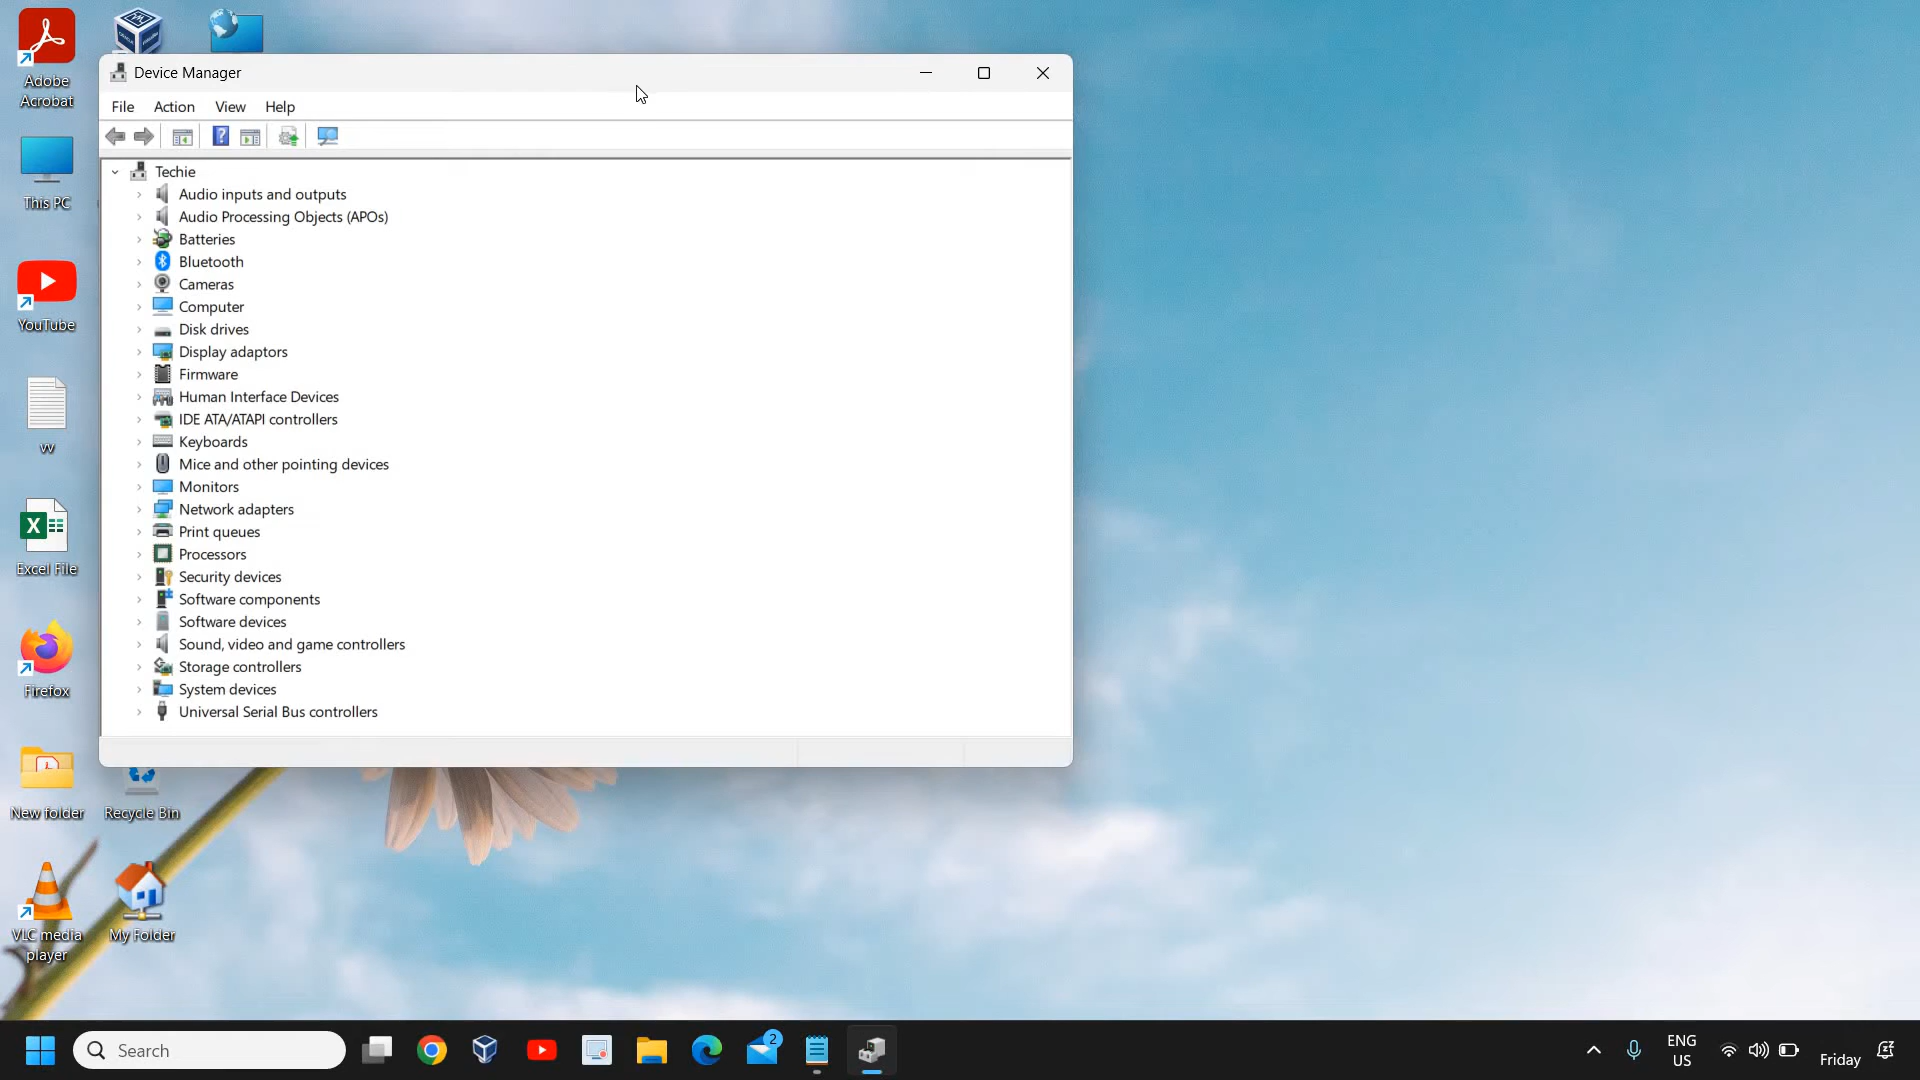 Adobe
Acrobat
This PC
YouTube
vv
Excel File
Firefox
New folder
Recycle Bin
VLC media
player
My Folder
Device Manager
File Action View Help
Techie
Audio inputs and outputs
Audio Processing Objects (APOs)
Batteries
Bluetooth
Cameras
Computer
Disk drives
Display adaptors
Firmware
Human Interface Devices
IDE ATA/ATAPI controllers
Keyboards
Mice and other pointing devices
Monitors
Network adapters
Print queues
Processors
Security devices
Software components
Software devices
Sound, video and game controllers
Storage controllers
System devices
Universal Serial Bus controllers
Search
2
ENG
US
Friday